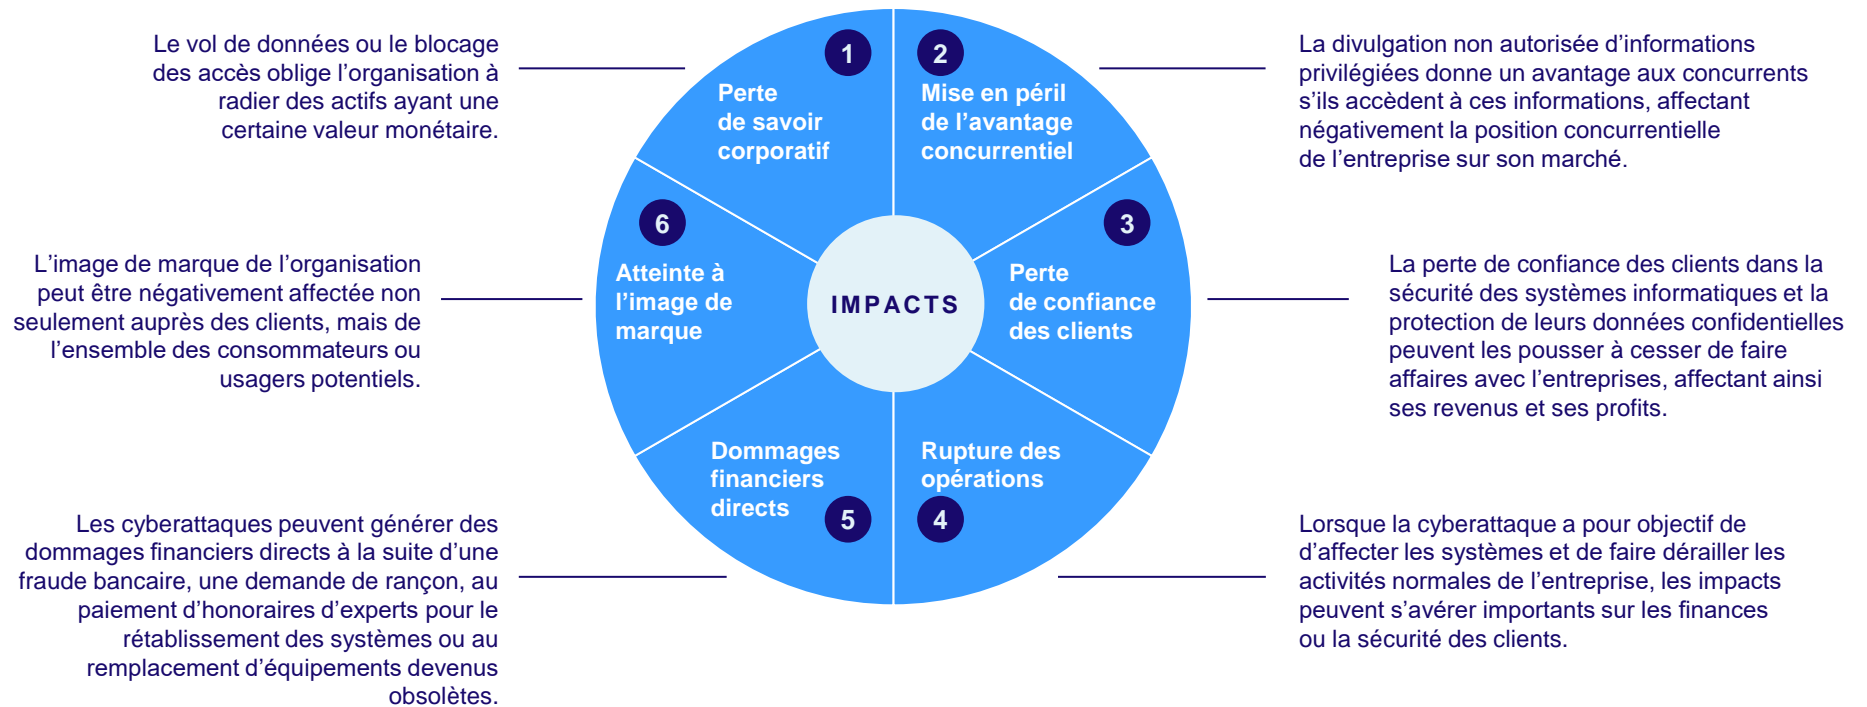 Le vol de données ou le blocage
des accès oblige l’organisation à
radier des actifs ayant une
certaine valeur monétaire.
1
Perte
de savoir
corporatif
2
Mise en péril
de l’avantage
concurrentiel
La divulgation non autorisée d’informations
privilégiées donne un avantage aux concurrents
s’ils accèdent à ces informations, affectant
négativement la position concurrentielle
de l’entreprise sur son marché.
L’image de marque de l’organisation
peut être négativement affectée non
seulement auprès des clients, mais de
l’ensemble des consommateurs ou
usagers potentiels.
6
Atteinte à
l’image de
marque
IMPACTS
3
Perte
de confiance
des clients
La perte de confiance des clients dans la
sécurité des systèmes informatiques et la
protection de leurs données confidentielles
peuvent les pousser à cesser de faire
affaires avec l’entreprises, affectant ainsi
ses revenus et ses profits.
Les cyberattaques peuvent générer des
dommages financiers directs à la suite d’une
fraude bancaire, une demande de rançon, au
paiement d’honoraires d’experts pour le
rétablissement des systèmes ou au
remplacement d’équipements devenus
obsolètes.
Dommages
financiers
directs
5
Rupture des
opérations
4
Lorsque la cyberattaque a pour objectif de
d’affecter les systèmes et de faire dérailler les
activités normales de l’entreprise, les impacts
peuvent s’avérer importants sur les finances
ou la sécurité des clients.